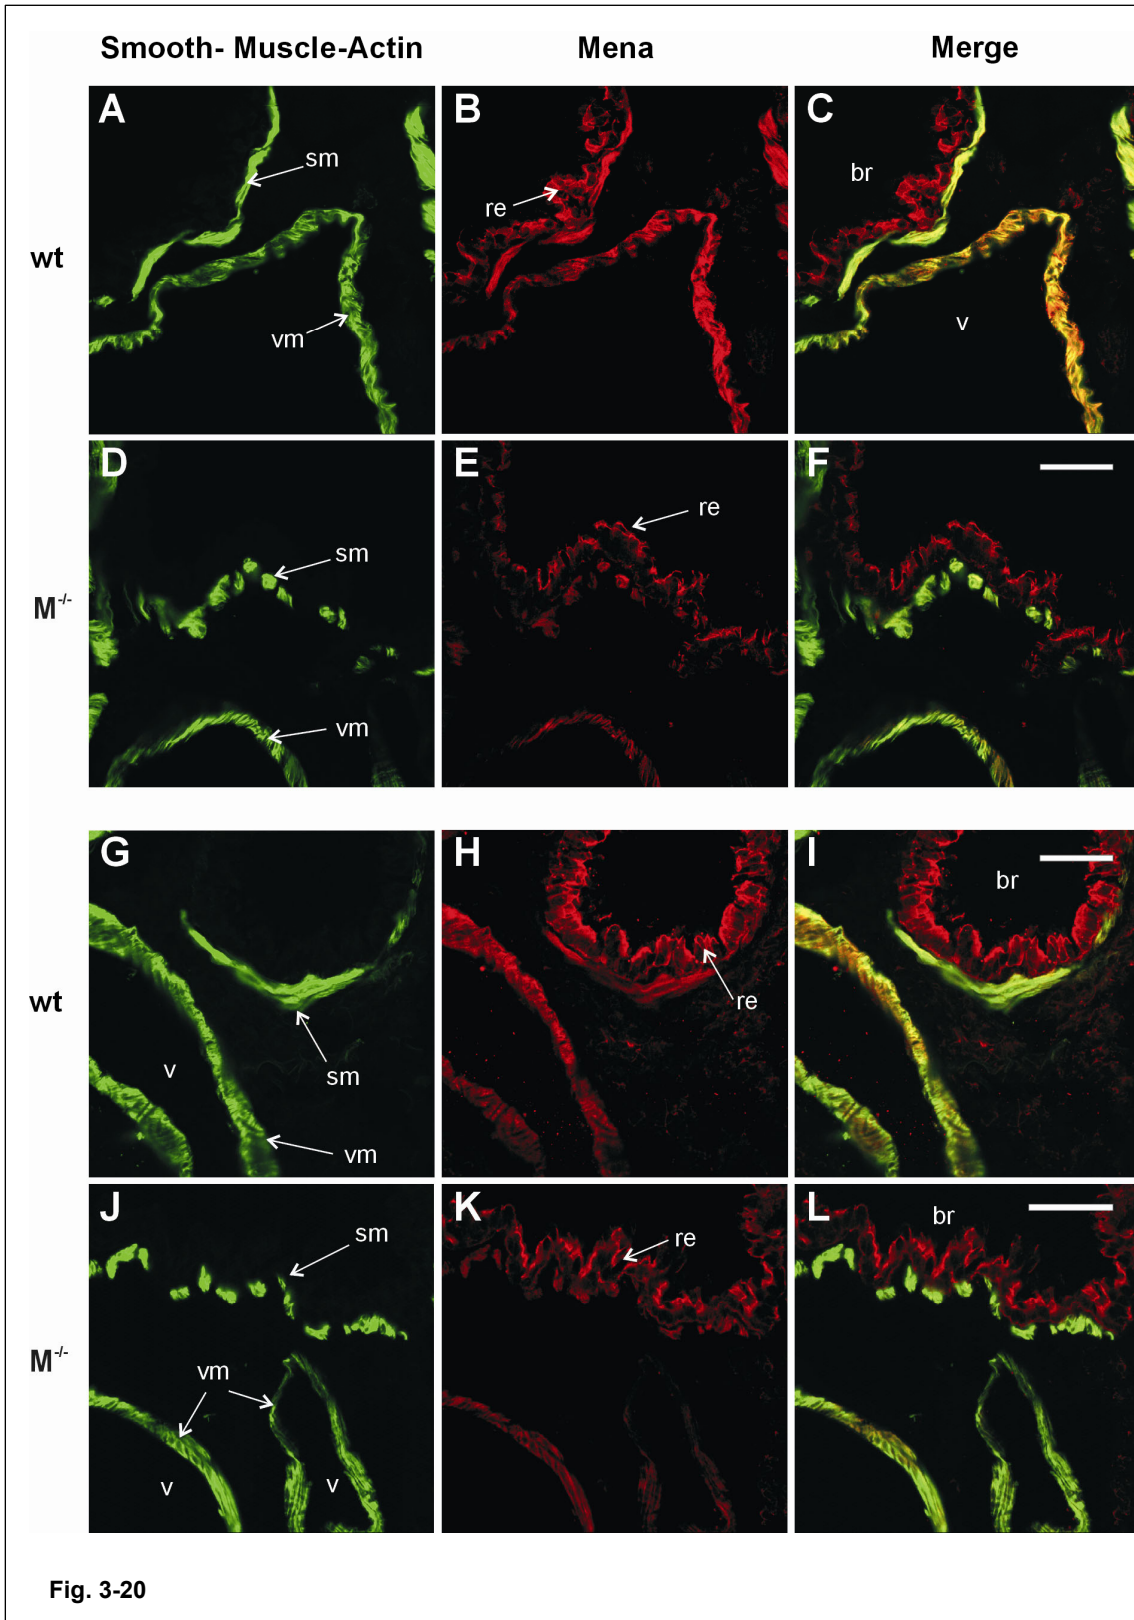 Smooth- Muscle-Actin Mena Merge
A B C
sm
br
re
wt
v
vm
D E F
re
sm
M-/-
vm
G H I
br
wt
re
v
sm
vm
J K L
br
sm
re
M-/-
vm
v v
Fig. 3-20